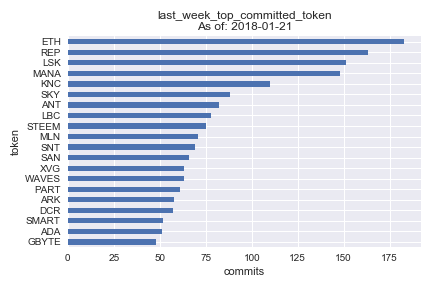 last_week_top_committed_token
As of: 2018-01-21
token
ETH
REP
LSK
MANA
KNC
SKY
ANT
LBC
STEEM
MLN
SNT
SAN
XVG
WAVES
PART
ARK
DCR
SMART
ADA
GBYTE
0 25 50 75 100 125 150 175
commits